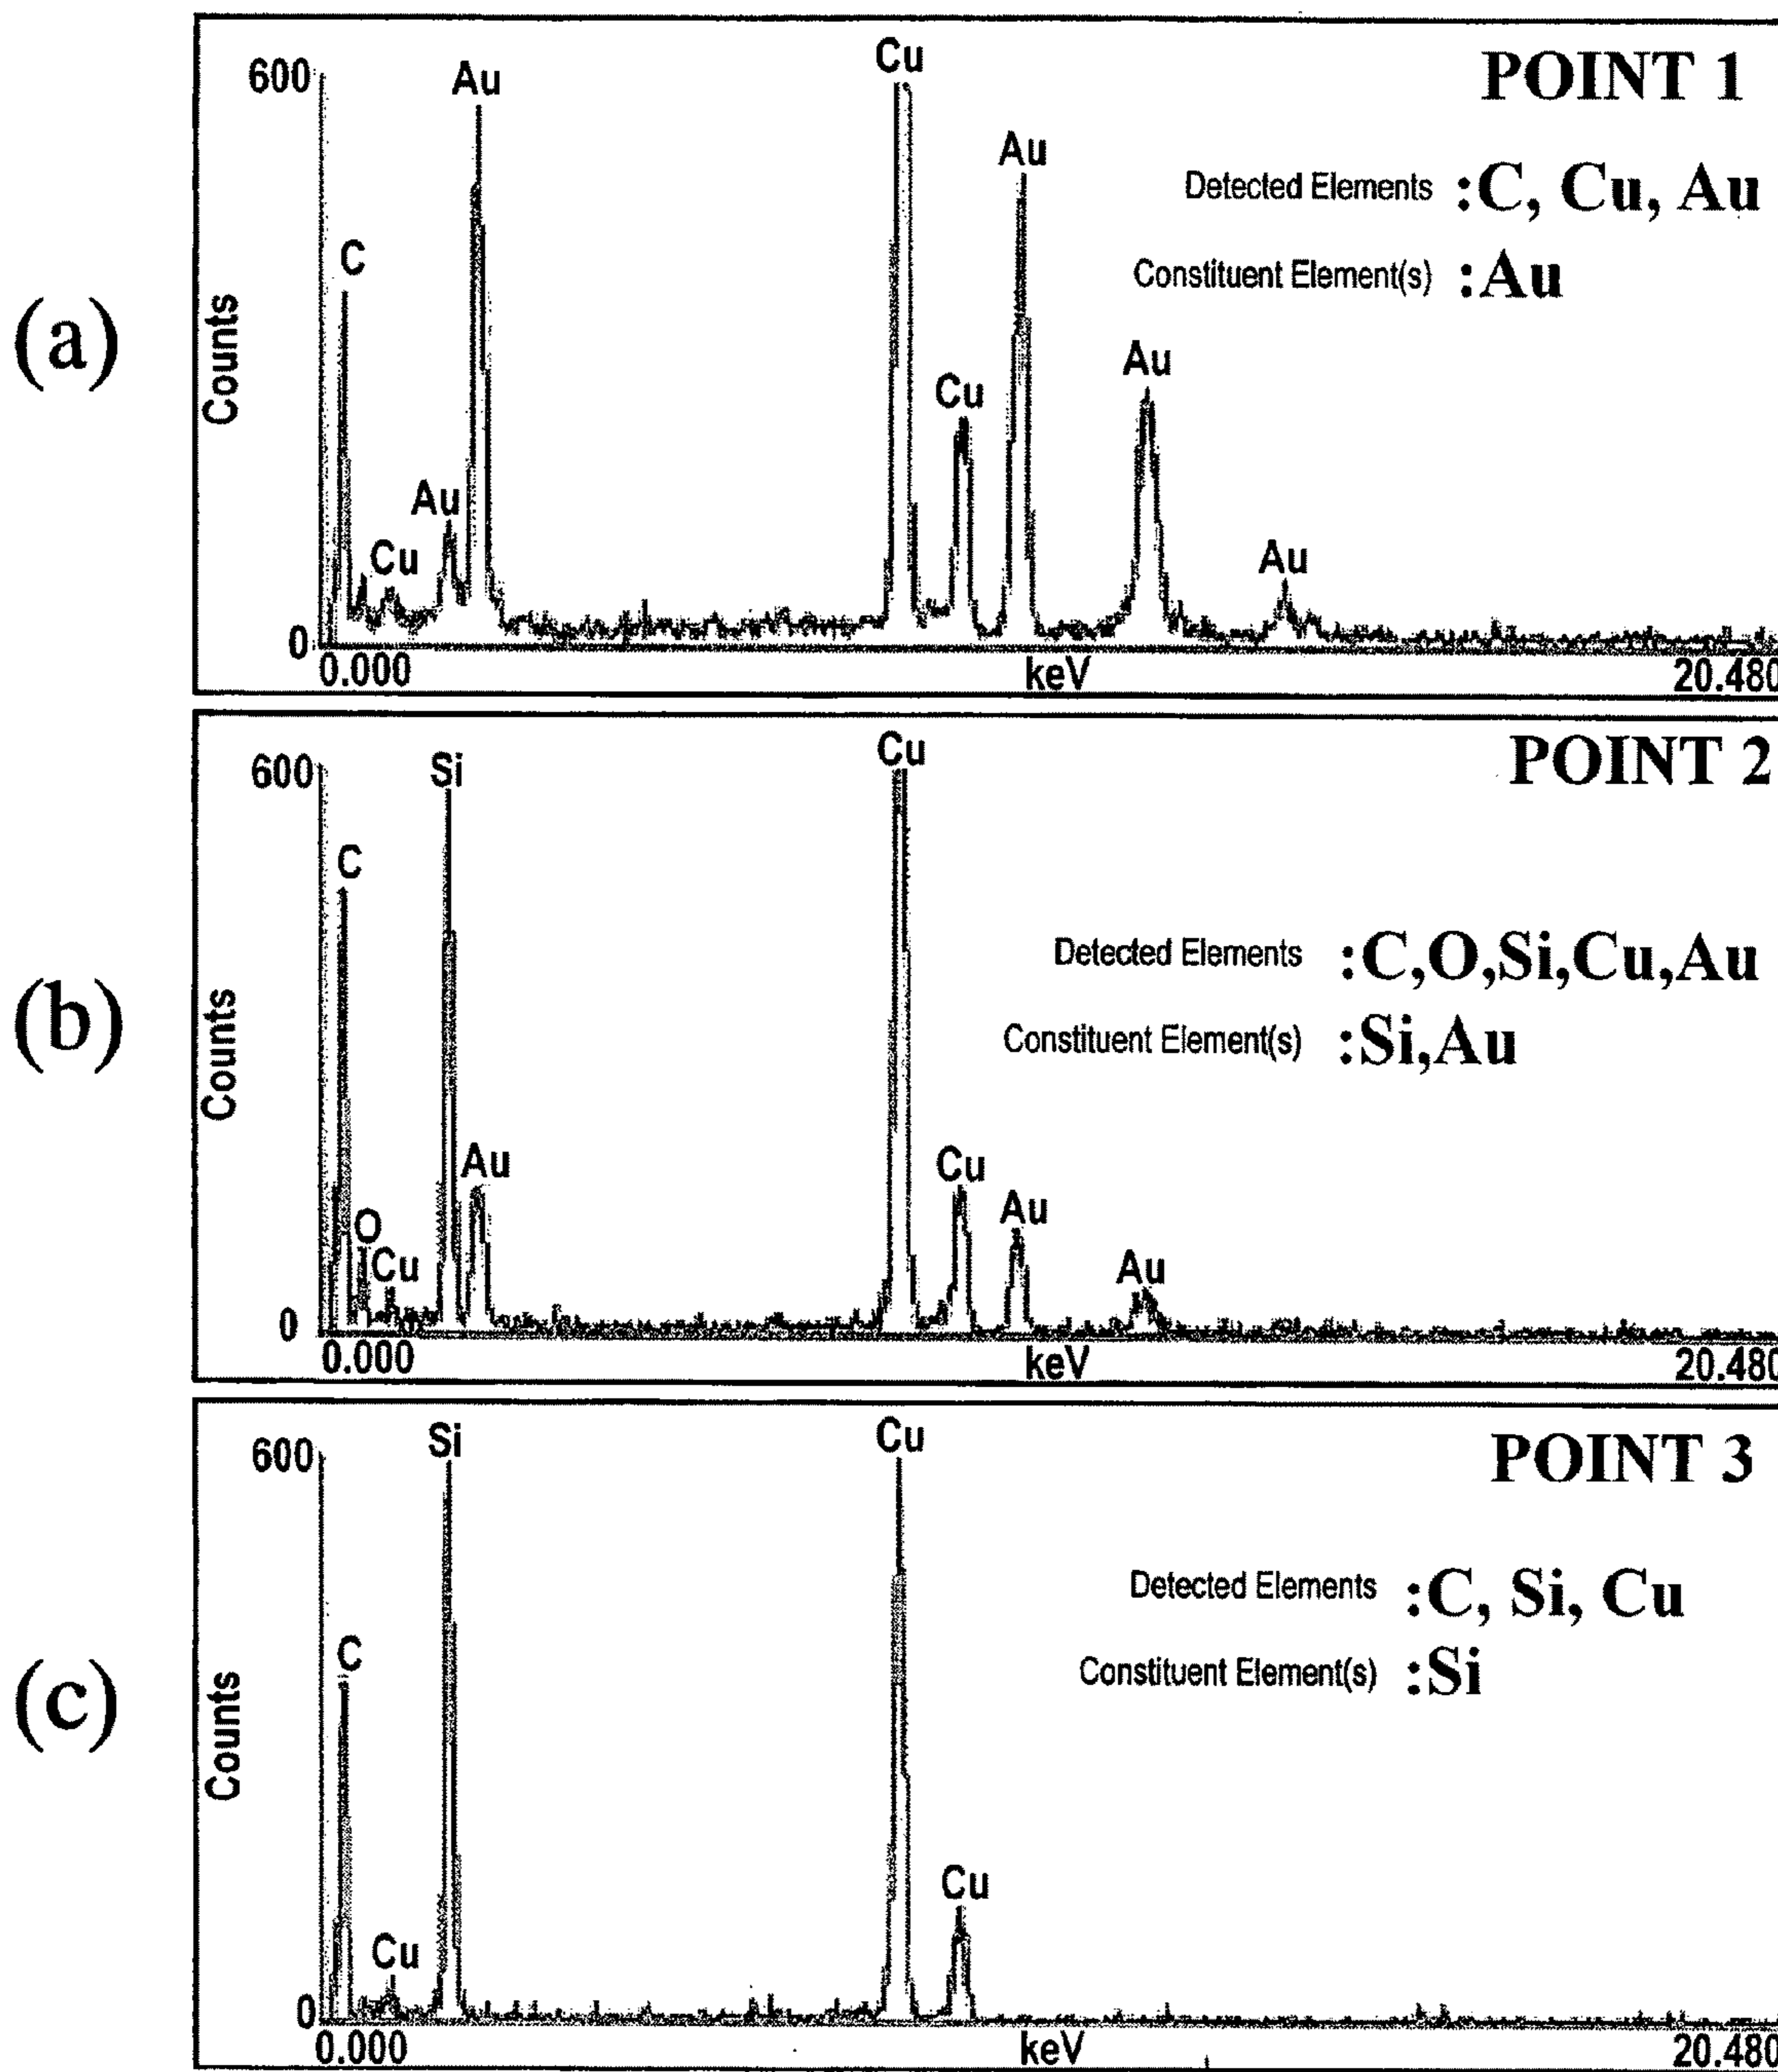 (a)
POINT 1
600
Counts
0
C
Cu
Au
Au
Cu
Cu
Au
Au
Au
Detected Elements :C, Cu, Au
Constituent Element(s) :Au
0.000
keV
20.480
(b)
POINT 2
600
Counts
0
C
O
Cu
Si
Au
Cu
Cu
Au
Au
Detected Elements :C,O,Si,Cu,Au
Constituent Element(s) :Si,Au
0.000
keV
20.480
(c)
POINT 3
600
Counts
0
C
Cu
Si
Cu
Cu
Detected Elements :C, Si, Cu
Constituent Element(s) :Si
0.000
keV
20.480